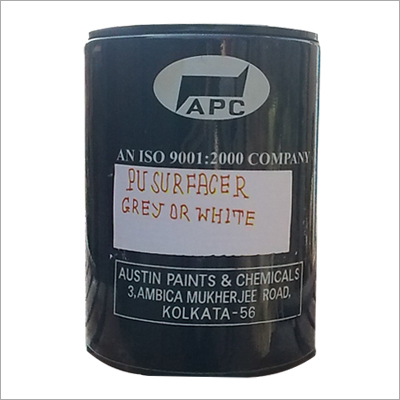 APC
AN ISO 9001:2000 COMPANY
PU SURFACER
GREY OR WHITE
AUSTIN PAINTS & CHEMICALS
3,AMBICA MUKHERJEE ROAD,
KOLKATA-56